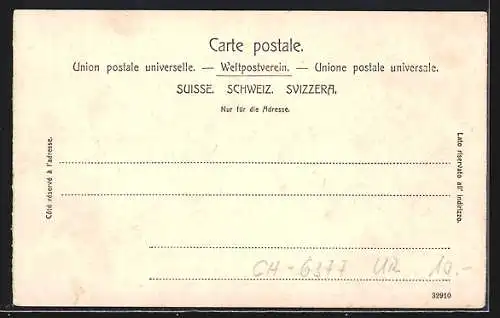 Carte postale.
Union postale universelle. — Weltpostverein. — Unione postale universale.
SUISSE. SCHWEIZ. SVIZZERA.
Nur für die Adresse.
Côté réservé à l'adresse.
Lato riservato all' indirizzo.
CH-6377 UR 10.-
32910